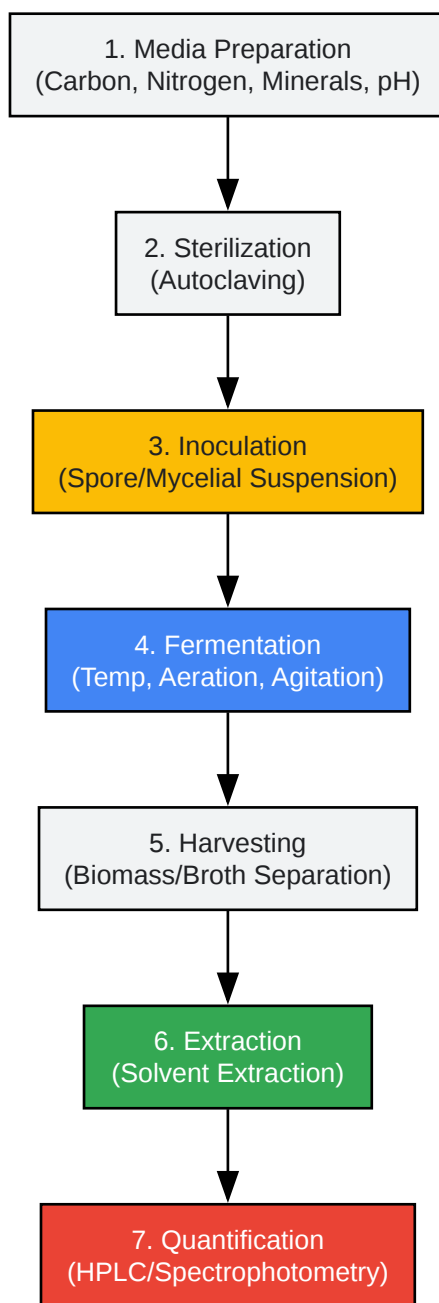 1. Media Preparation
(Carbon, Nitrogen, Minerals, pH)
2. Sterilization
(Autoclaving)
3. Inoculation
(Spore/Mycelial Suspension)
4. Fermentation
(Temp, Aeration, Agitation)
5. Harvesting
(Biomass/Broth Separation)
6. Extraction
(Solvent Extraction)
7. Quantification
(HPLC/Spectrophotometry)